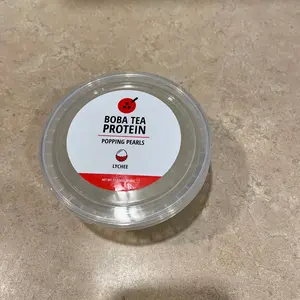 BOBA TEA
PROTEIN
POPPING PEARLS
LYCHEE